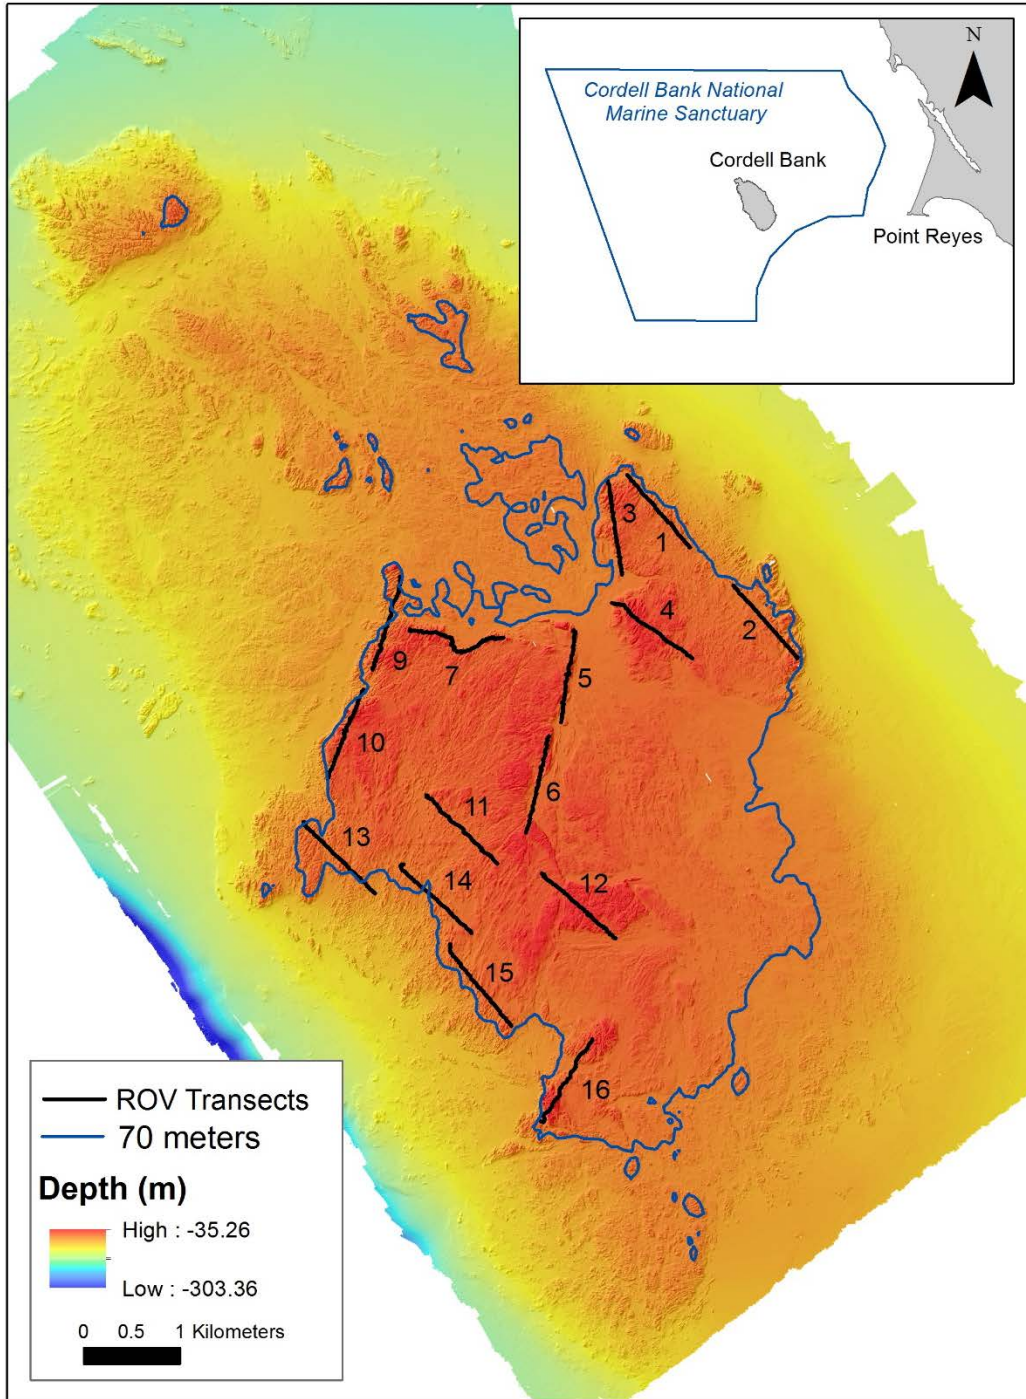 N
Cordell Bank National
Marine Sanctuary
Cordell Bank
Point Reyes
3
1
4
2
5
9
7
10
6
11
13
14
12
15
16
ROV Transects
70 meters
Depth (m)
High : -35.26
Low : -303.36
0 0.5 1 Kilometers